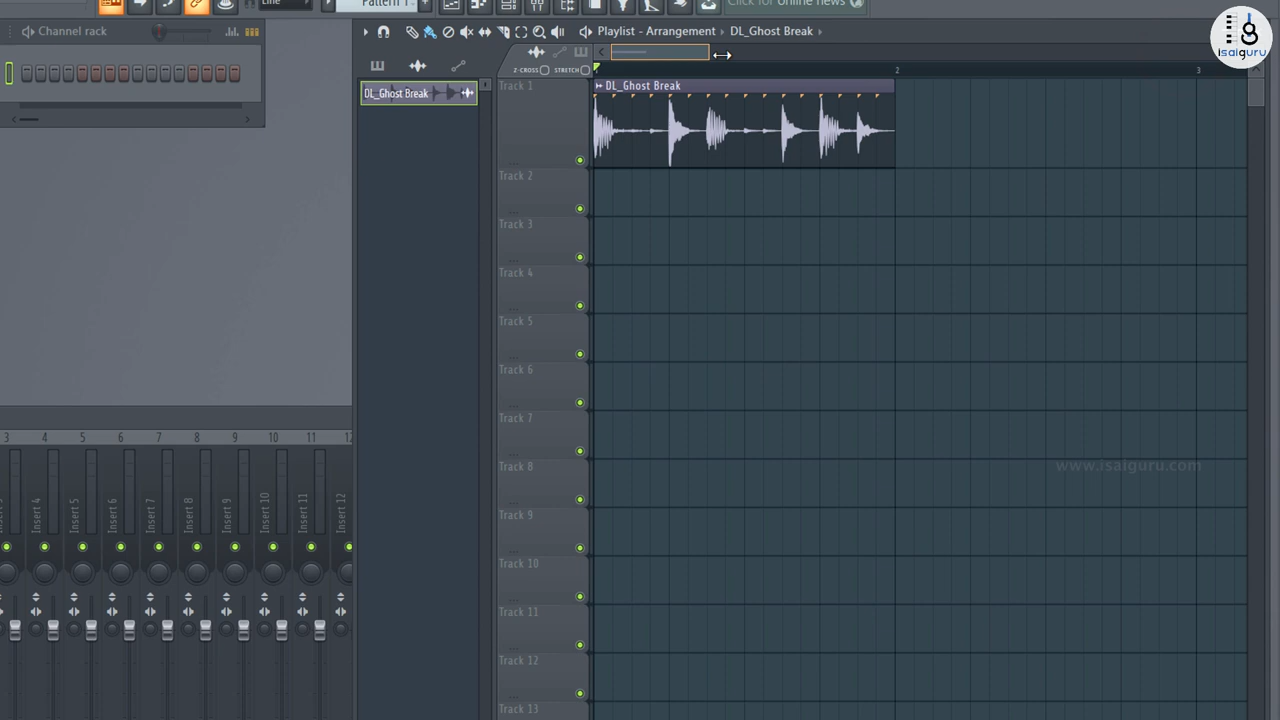 Line
Pattern 1
Click for online news
isaiguru
Channel rack
Playlist - Arrangement › DL_Ghost Break ›
Z-CROSS
STRETCH
1 2 3
DL_Ghost Break
Track 1
DL_Ghost Break
Track 2
Track 3
Track 4
Track 5
Track 6
Track 7
Track 8
Track 9
Track 10
Track 11
Track 12
Track 13
www.isaiguru.com
3 4 5 6 7 8 9 10 11 12
Insert 4
Insert 5
Insert 6
Insert 7
Insert 8
Insert 9
Insert 10
Insert 11
Insert 12